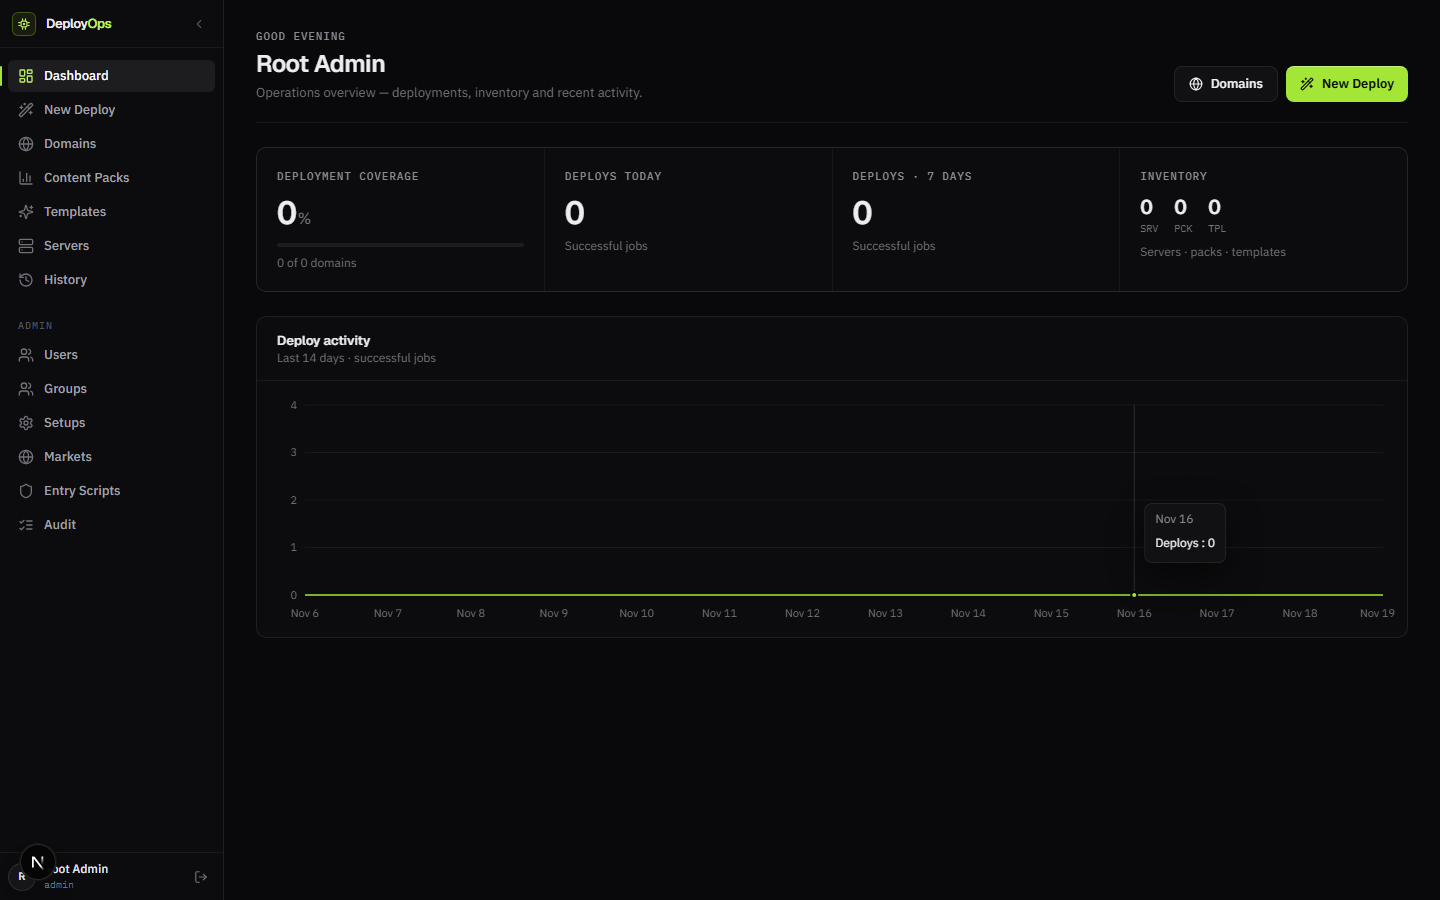 DeployOps
Dashboard
New Deploy
Domains
Content Packs
Templates
Servers
History
ADMIN
Users
Groups
Setups
Markets
Entry Scripts
Audit
R
N
oot Admin
admin
GOOD EVENING
Root Admin
Operations overview — deployments, inventory and recent activity.
Domains
New Deploy
DEPLOYMENT COVERAGE
0%
0 of 0 domains
DEPLOYS TODAY
0
Successful jobs
DEPLOYS · 7 DAYS
0
Successful jobs
INVENTORY
0 0 0
SRV PCK TPL
Servers · packs · templates
Deploy activity
Last 14 days · successful jobs
4
3
2
1
0
Nov 16
Deploys : 0
Nov 6 Nov 7 Nov 8 Nov 9 Nov 10 Nov 11 Nov 12 Nov 13 Nov 14 Nov 15 Nov 16 Nov 17 Nov 18 Nov 19